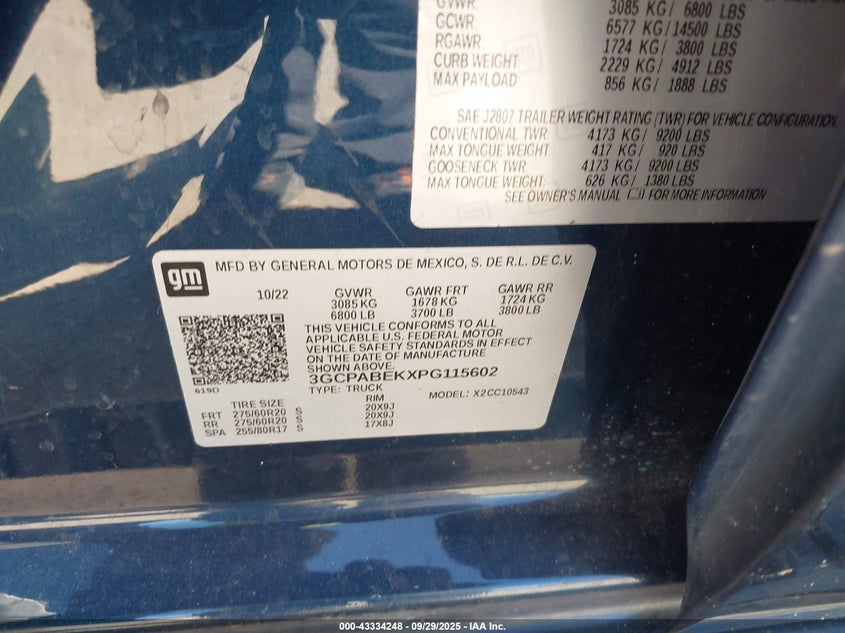 GVWR: 3085 KG/ 6800 LBS
GCWR: 6577 KG/14500 LBS
RGAWR: 1724 KG/ 3800 LBS
CURB WEIGHT: 2229 KG/ 4912 LBS
MAX PAYLOAD 856 KG/ 1888 LBS
SAE J2807 TRAILER WEIGHT RATING (TWR) FOR VEHICLE CONFIGURATION.
CONVENTIONAL TWR: 4173 KG/ 9200 LBS
MAX TONGUE WEIGHT: 417 KG/ 920 LBS
GOOSENECK TWR: 4173 KG/ 9200 LBS
MAX TONGUE WEIGHT: 626 KG/ 1380 LBS
SEE OWNER'S MANUAL FOR MORE INFORMATION
gm MFD BY GENERAL MOTORS DE MEXICO, S. DE R.L. DE C.V.
10/22 GVWR GAWR FRT GAWR RR
3085 KG 1678 KG 1724 KG
6800 LB 3700 LB 3800 LB
THIS VEHICLE CONFORMS TO ALL
APPLICABLE U.S. FEDERAL MOTOR
VEHICLE SAFETY STANDARDS IN EFFECT
ON THE DATE OF MANUFACTURE
SHOWN ABOVE.
3GCPABEKXPG115602
619D
TYPE: TRUCK MODEL: X2CC10543
TIRE SIZE RIM
FRT 275/60R20 S 20X9J
RR 275/60R20 S 20X9J
SPA 255/80R17 S 17X8J
000-43334248 - 09/29/2025 - IAA Inc.